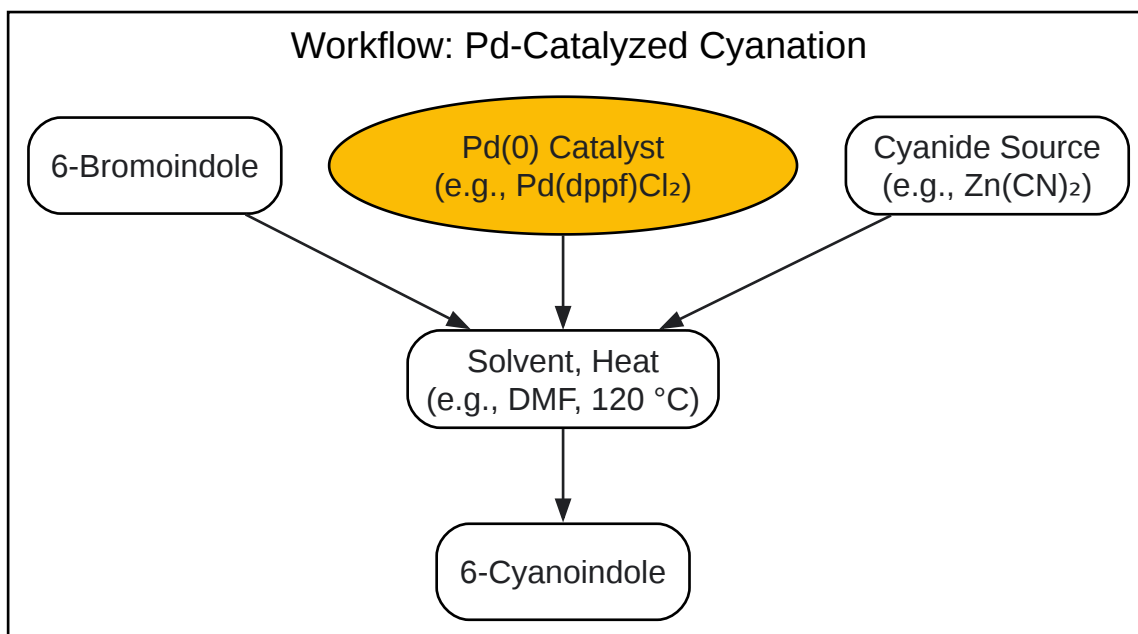 Workflow: Pd-Catalyzed Cyanation
6-Bromoindole
Pd(0) Catalyst
(e.g., Pd(dppf)Cl₂)
Cyanide Source
(e.g., Zn(CN)₂)
Solvent, Heat
(e.g., DMF, 120 °C)
6-Cyanoindole